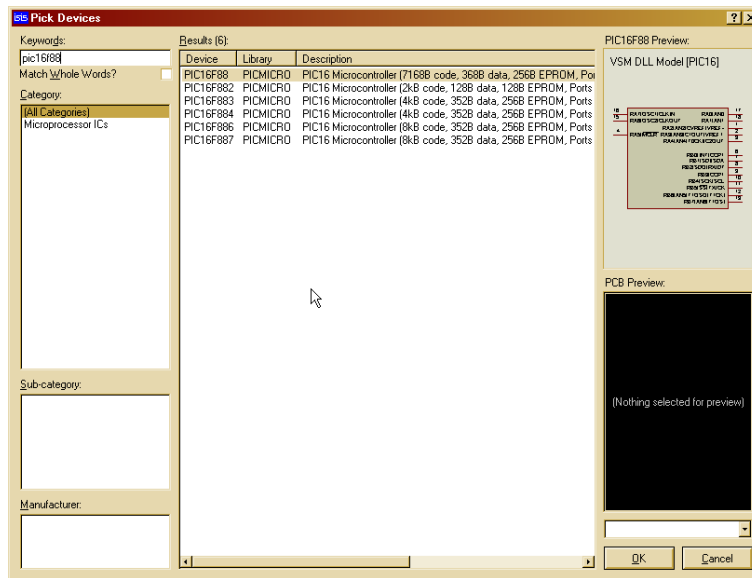 isis Pick Devices
Keywords:
pic16f88
Match Whole Words?
Category:
(All Categories)
Microprocessor ICs
Sub-category:
Manufacturer:
Results (6):
Device Library Description
PIC16F88 PICMICRO PIC16 Microcontroller (7168B code, 368B data, 256B EPROM, Por
PIC16F882 PICMICRO PIC16 Microcontroller (2kB code, 128B data, 128B EPROM, Ports
PIC16F883 PICMICRO PIC16 Microcontroller (4kB code, 352B data, 256B EPROM, Ports
PIC16F884 PICMICRO PIC16 Microcontroller (4kB code, 352B data, 256B EPROM, Ports
PIC16F886 PICMICRO PIC16 Microcontroller (8kB code, 352B data, 256B EPROM, Ports
PIC16F887 PICMICRO PIC16 Microcontroller (8kB code, 352B data, 256B EPROM, Ports
PIC16F88 Preview:
VSM DLL Model [PIC16]
PCB Preview:
(Nothing selected for preview)
OK
Cancel